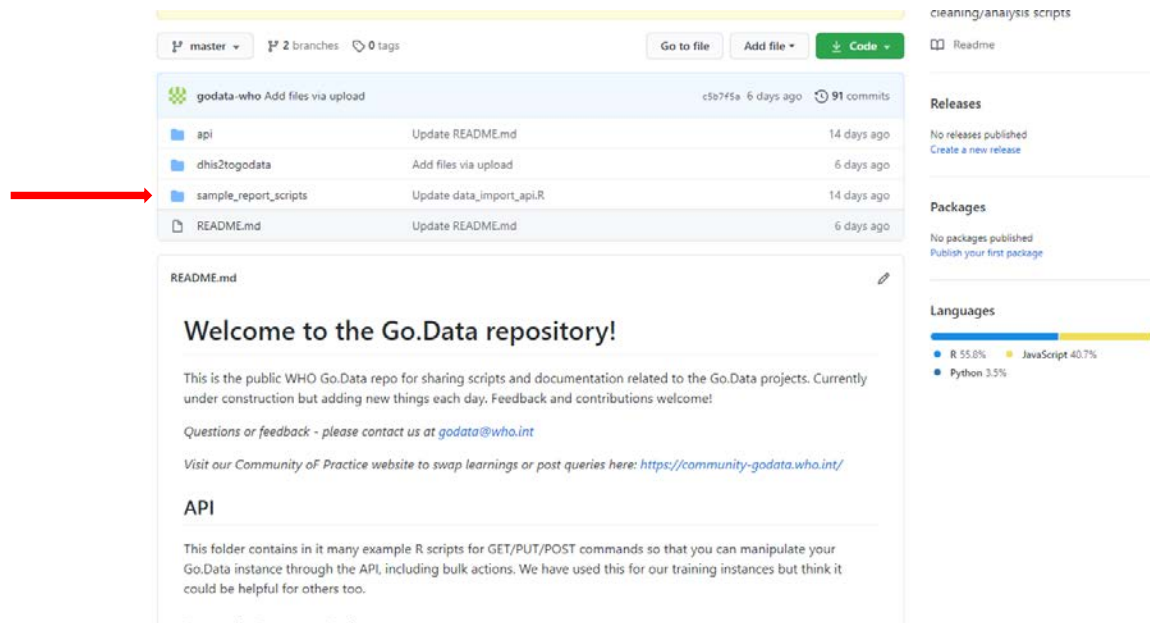 cleaning/analysis scripts
master
2 branches
0 tags
Go to file
Add file
Code
Readme
godata-who Add files via upload
c5b7f5a 6 days ago
91 commits
api
Update README.md
14 days ago
dhis2togodata
Add files via upload
6 days ago
sample_report_scripts
Update data_import_api.R
14 days ago
README.md
Update README.md
6 days ago
Releases
No releases published
Create a new release
Packages
No packages published
Publish your first package
Languages
R 55.8%
JavaScript 40.7%
Python 3.5%
README.md
Welcome to the Go.Data repository!
This is the public WHO Go.Data repo for sharing scripts and documentation related to the Go.Data projects. Currently
under construction but adding new things each day. Feedback and contributions welcome!
Questions or feedback - please contact us at godata@who.int
Visit our Community oF Practice website to swap learnings or post queries here: https://community-godata.who.int/
API
This folder contains in it many example R scripts for GET/PUT/POST commands so that you can manipulate your
Go.Data instance through the API, including bulk actions. We have used this for our training instances but think it
could be helpful for others too.